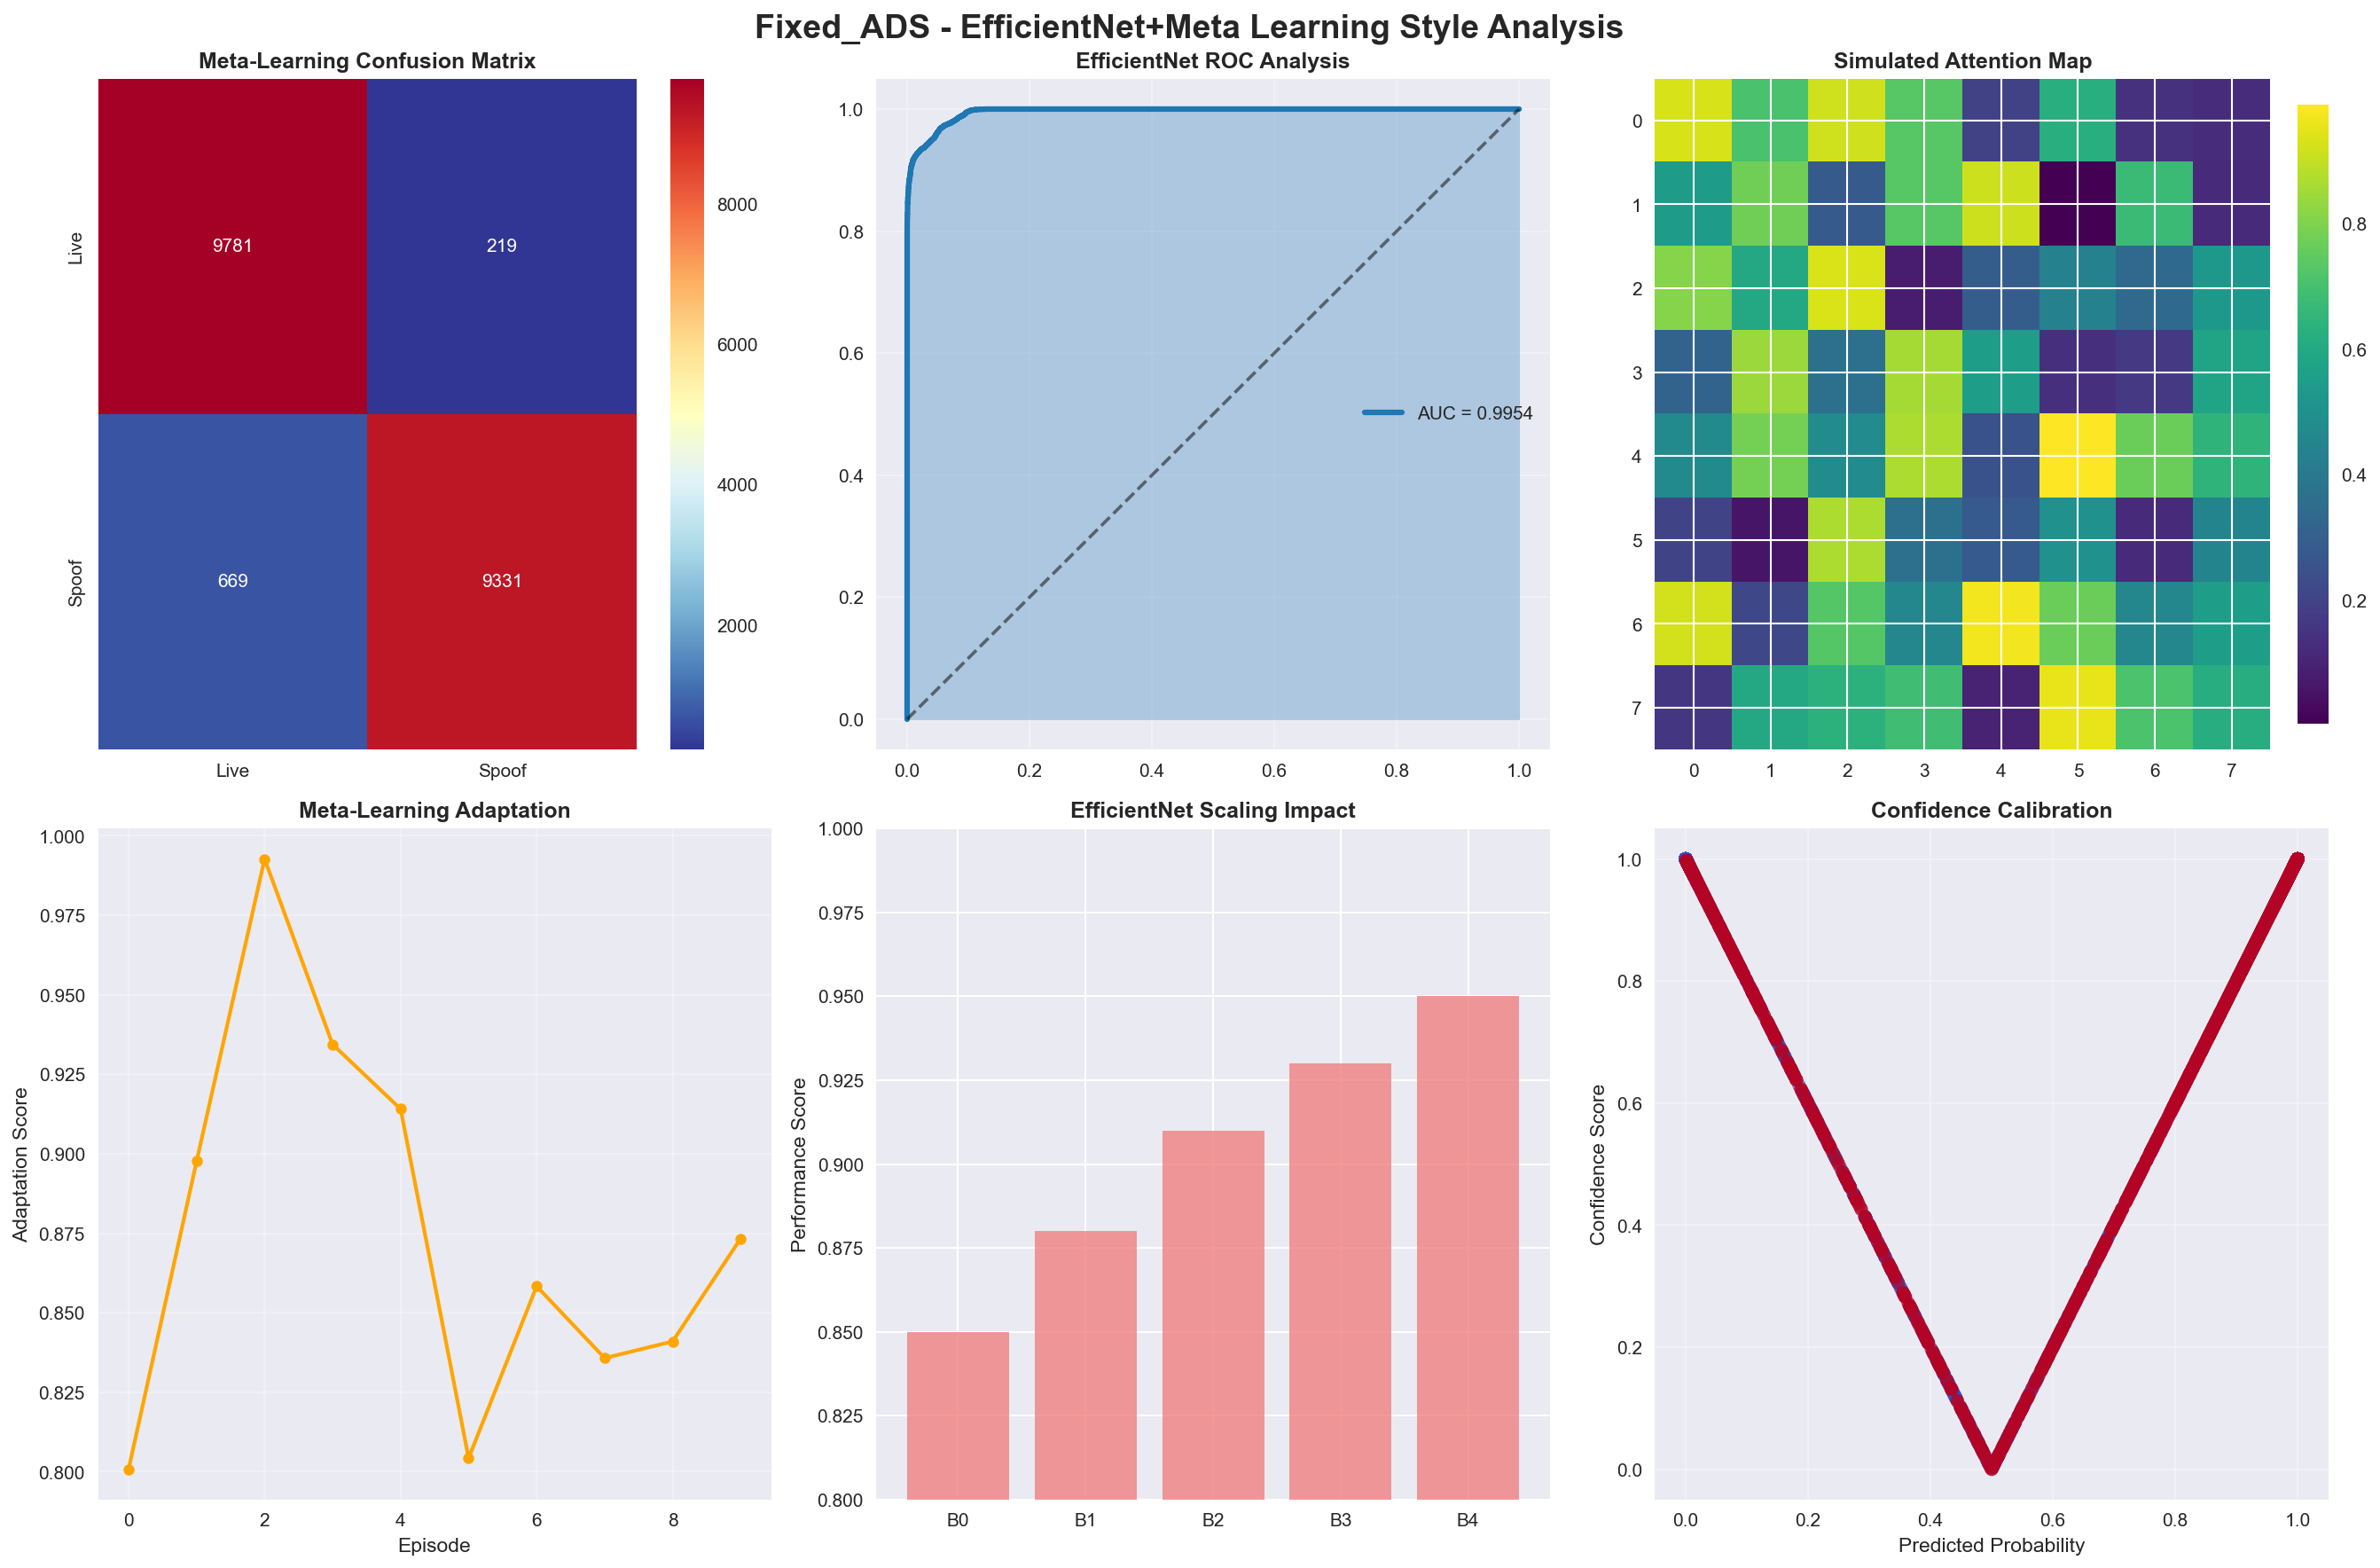 Fixed_ADS - EfficientNet+Meta Learning Style Analysis
Meta-Learning Confusion Matrix
Live
Spoof
9781
219
669
9331
Live
Spoof
8000
6000
4000
2000
EfficientNet ROC Analysis
1.0
0.8
0.6
0.4
0.2
0.0
AUC = 0.9954
0.0 0.2 0.4 0.6 0.8 1.0
Simulated Attention Map
0
1
2
3
4
5
6
7
0 1 2 3 4 5 6 7
0.8
0.6
0.4
0.2
Meta-Learning Adaptation
Adaptation Score
1.000
0.975
0.950
0.925
0.900
0.875
0.850
0.825
0.800
0 2 4 6 8
Episode
EfficientNet Scaling Impact
Performance Score
1.000
0.975
0.950
0.925
0.900
0.875
0.850
0.825
0.800
B0 B1 B2 B3 B4
Confidence Calibration
Confidence Score
1.0
0.8
0.6
0.4
0.2
0.0
0.0 0.2 0.4 0.6 0.8 1.0
Predicted Probability